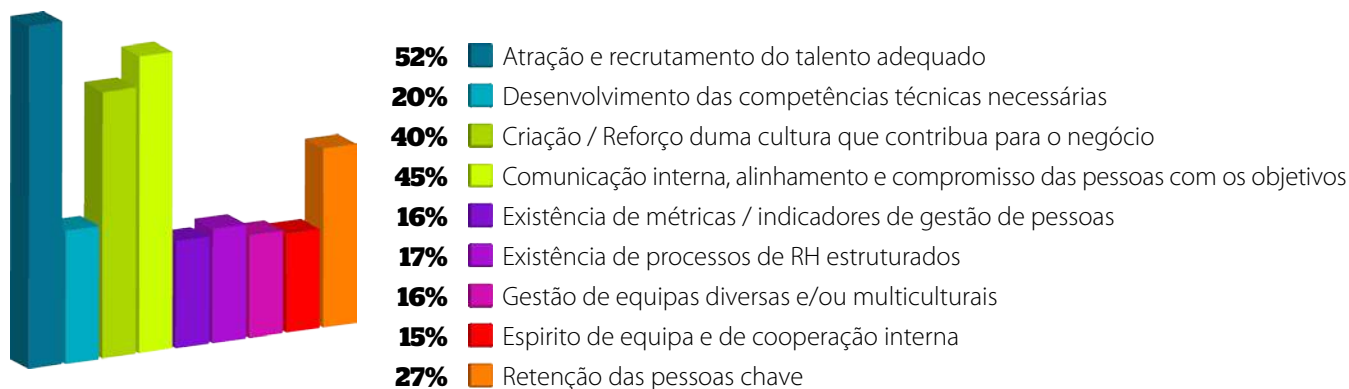 52% Atração e recrutamento do talento adequado
20% Desenvolvimento das competências técnicas necessárias
40% Criação / Reforço duma cultura que contribua para o negócio
45% Comunicação interna, alinhamento e compromisso das pessoas com os objetivos
16% Existência de métricas / indicadores de gestão de pessoas
17% Existência de processos de RH estruturados
16% Gestão de equipas diversas e/ou multiculturais
15% Espirito de equipa e de cooperação interna
27% Retenção das pessoas chave